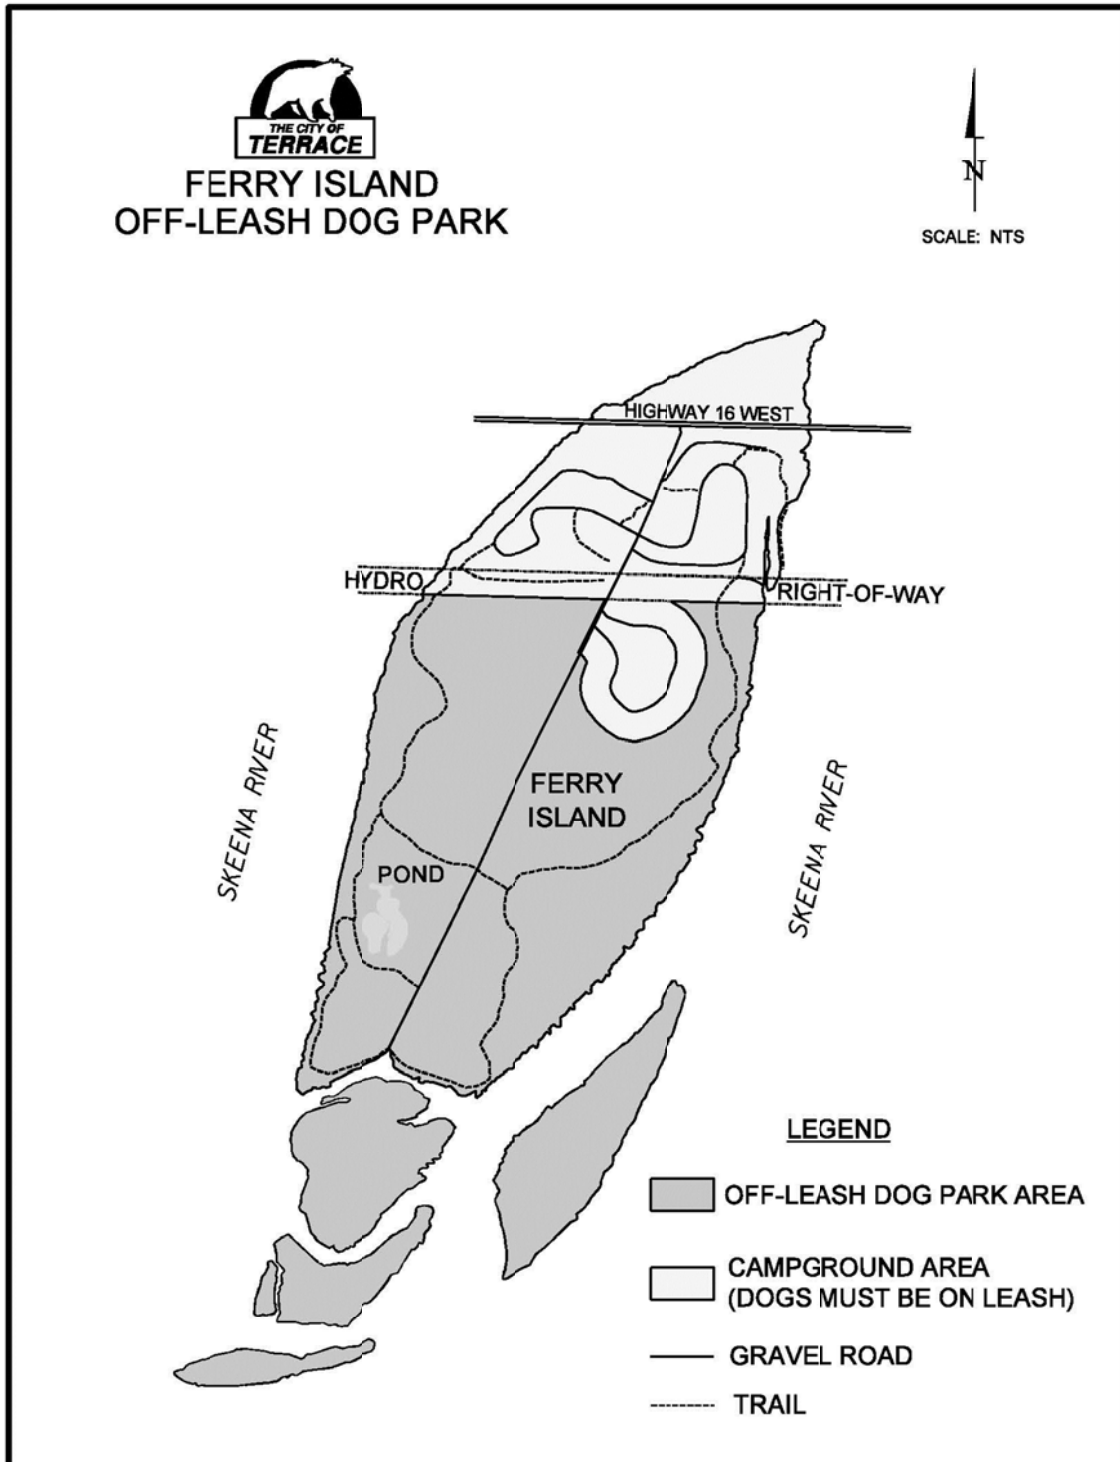 THE CITY OF
TERRACE
FERRY ISLAND
OFF-LEASH DOG PARK
N
SCALE: NTS
HIGHWAY 16 WEST
HYDRO
RIGHT-OF-WAY
SKEENA RIVER
FERRY
ISLAND
SKEENA RIVER
POND
LEGEND
OFF-LEASH DOG PARK AREA
CAMPGROUND AREA
(DOGS MUST BE ON LEASH)
GRAVEL ROAD
TRAIL